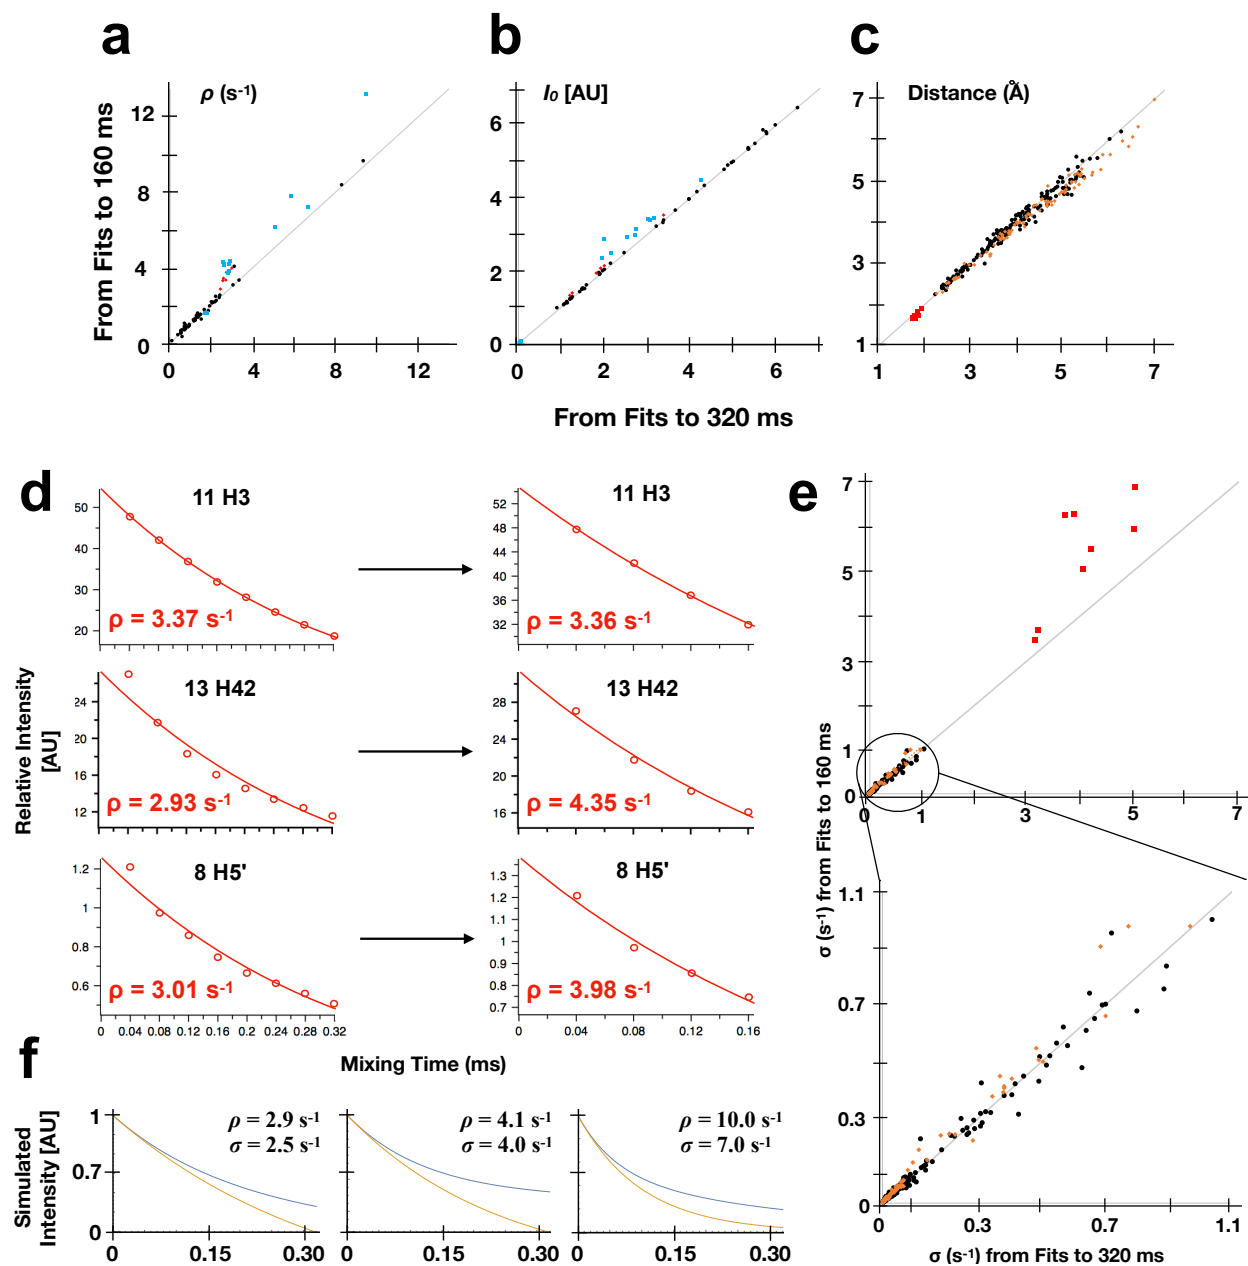 a
b
c
ρ (s-1)
I0 [AU]
Distance (Å)
From Fits to 160 ms
12
8
4
0
0
4
8
12
6
4
2
0
0
2
4
6
7
5
3
1
1
3
5
7
From Fits to 320 ms
d
11 H3
50
40
30
20
ρ = 3.37 s-1
11 H3
52
48
44
40
36
32
ρ = 3.36 s-1
13 H42
24
20
16
12
ρ = 2.93 s-1
13 H42
28
24
20
16
ρ = 4.35 s-1
8 H5'
1.2
1
0.8
0.6
ρ = 3.01 s-1
0
0.04
0.08
0.12
0.16
0.2
0.24
0.28
0.32
8 H5'
1.3
1.2
1.1
1
0.9
0.8
0.7
ρ = 3.98 s-1
0
0.04
0.08
0.12
0.16
Relative Intensity
[AU]
Mixing Time (ms)
e
7
5
3
1
0
0
1
3
5
7
σ (s-1) from Fits to 160 ms
1.1
0.7
0.3
0
0
0.3
0.7
1.1
σ (s-1) from Fits to 320 ms
f
Simulated
Intensity [AU]
1
0.7
0
ρ = 2.9 s-1
σ = 2.5 s-1
0
0.15
0.30
ρ = 4.1 s-1
σ = 4.0 s-1
0
0.15
0.30
ρ = 10.0 s-1
σ = 7.0 s-1
0
0.15
0.30